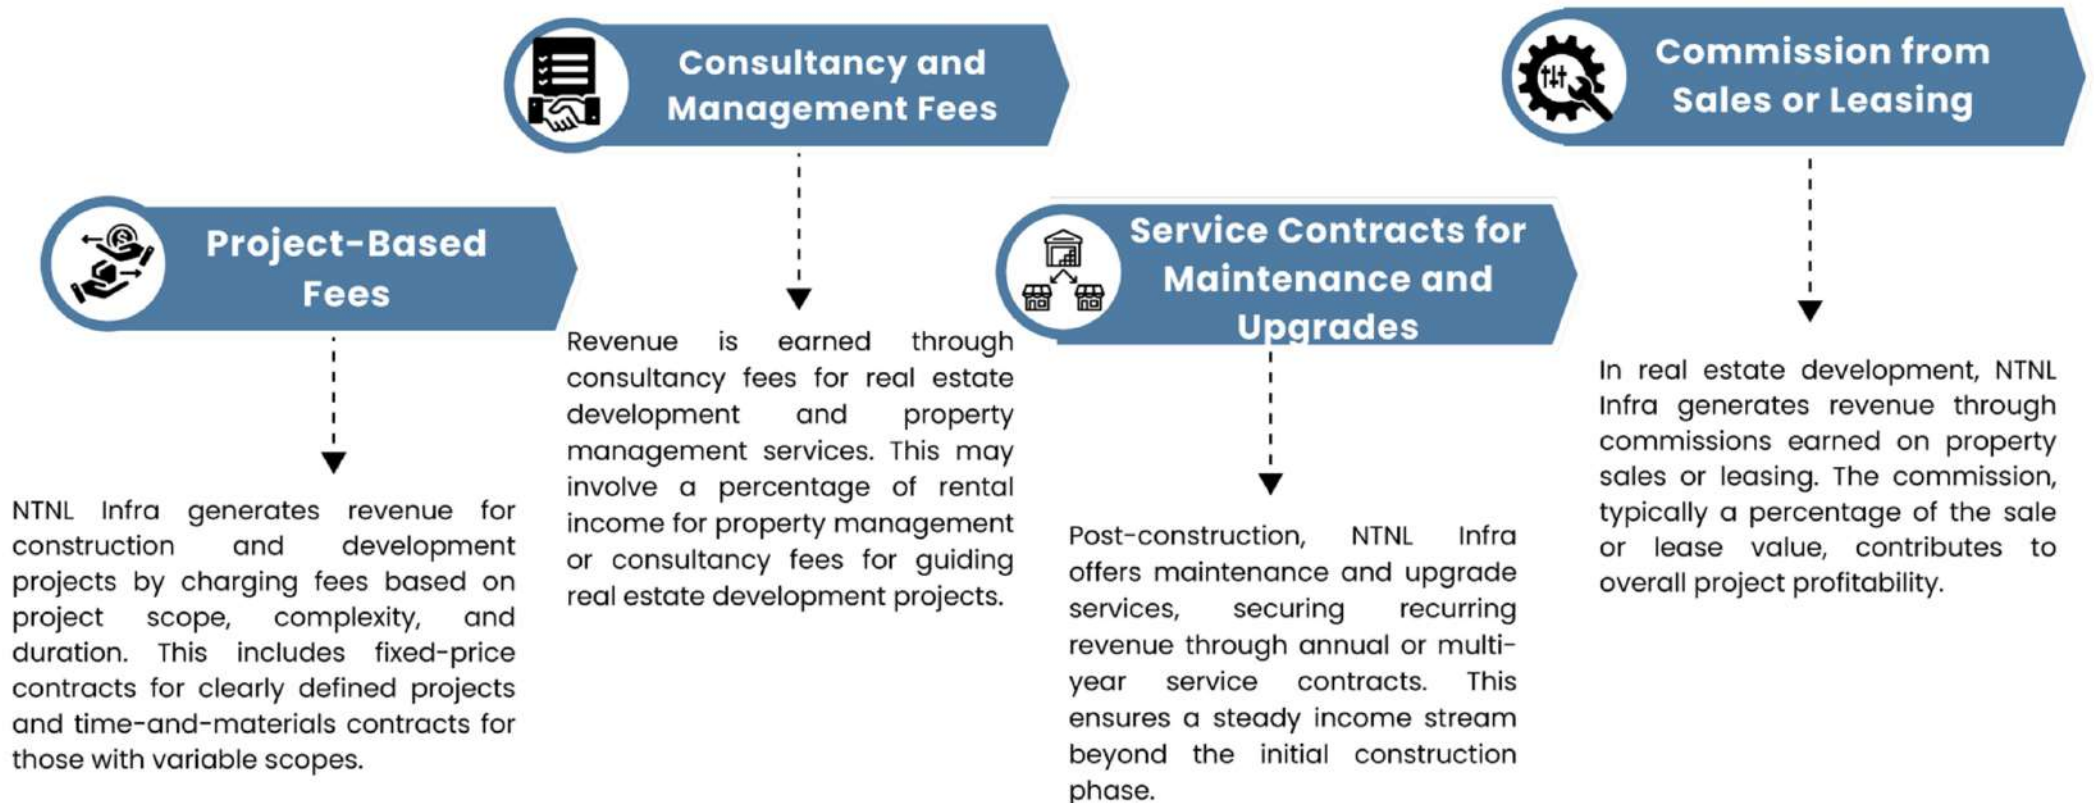 Project-Based
Fees
NTNL Infra generates revenue for
construction and development
projects by charging fees based on
project scope, complexity, and
duration. This includes fixed-price
contracts for clearly defined projects
and time-and-materials contracts for
those with variable scopes.
Consultancy and
Management Fees
Revenue is earned through
consultancy fees for real estate
development and property
management services. This may
involve a percentage of rental
income for property management
or consultancy fees for guiding
real estate development projects.
Service Contracts for
Maintenance and
Upgrades
Post-construction, NTNL Infra
offers maintenance and upgrade
services, securing recurring
revenue through annual or multi-
year service contracts. This
ensures a steady income stream
beyond the initial construction
phase.
Commission from
Sales or Leasing
In real estate development, NTNL
Infra generates revenue through
commissions earned on property
sales or leasing. The commission,
typically a percentage of the sale
or lease value, contributes to
overall project profitability.